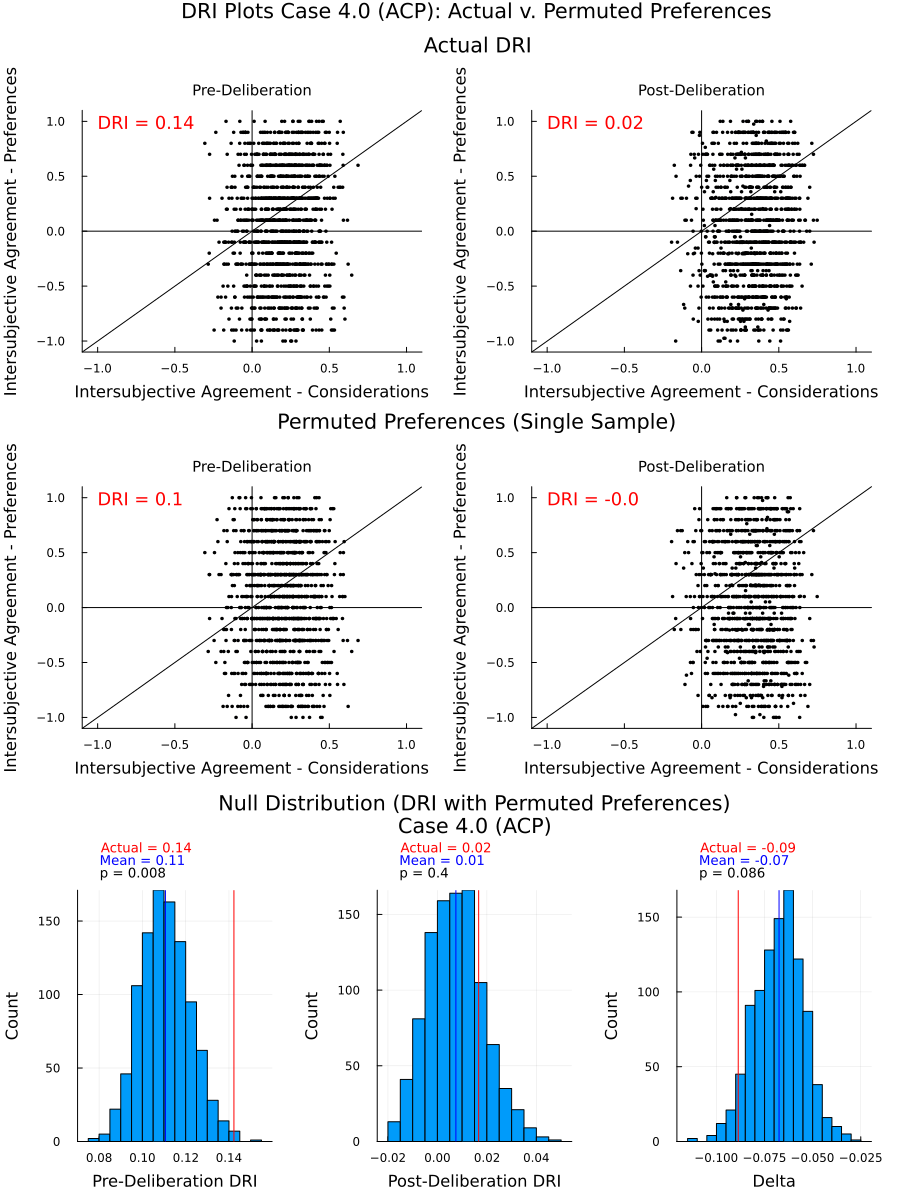 DRI Plots Case 4.0 (ACP): Actual v. Permuted Preferences
Actual DRI
Pre-Deliberation
Intersubjective Agreement - Preferences
DRI = 0.14
1.0
0.5
0.0
−0.5
−1.0
−1.0 −0.5 0.0 0.5 1.0
Intersubjective Agreement - Considerations
Post-Deliberation
Intersubjective Agreement - Preferences
DRI = 0.02
1.0
0.5
0.0
−0.5
−1.0
−1.0 −0.5 0.0 0.5 1.0
Intersubjective Agreement - Considerations
Permuted Preferences (Single Sample)
Pre-Deliberation
Intersubjective Agreement - Preferences
DRI = 0.1
1.0
0.5
0.0
−0.5
−1.0
−1.0 −0.5 0.0 0.5 1.0
Intersubjective Agreement - Considerations
Post-Deliberation
Intersubjective Agreement - Preferences
DRI = -0.0
1.0
0.5
0.0
−0.5
−1.0
−1.0 −0.5 0.0 0.5 1.0
Intersubjective Agreement - Considerations
Null Distribution (DRI with Permuted Preferences)
Case 4.0 (ACP)
Actual = 0.14
Mean = 0.11
p = 0.008
Count
150
100
50
0
0.08 0.10 0.12 0.14
Pre-Deliberation DRI
Actual = 0.02
Mean = 0.01
p = 0.4
Count
150
100
50
0
−0.02 0.00 0.02 0.04
Post-Deliberation DRI
Actual = -0.09
Mean = -0.07
p = 0.086
Count
150
100
50
0
−0.100 −0.075 −0.050 −0.025
Delta